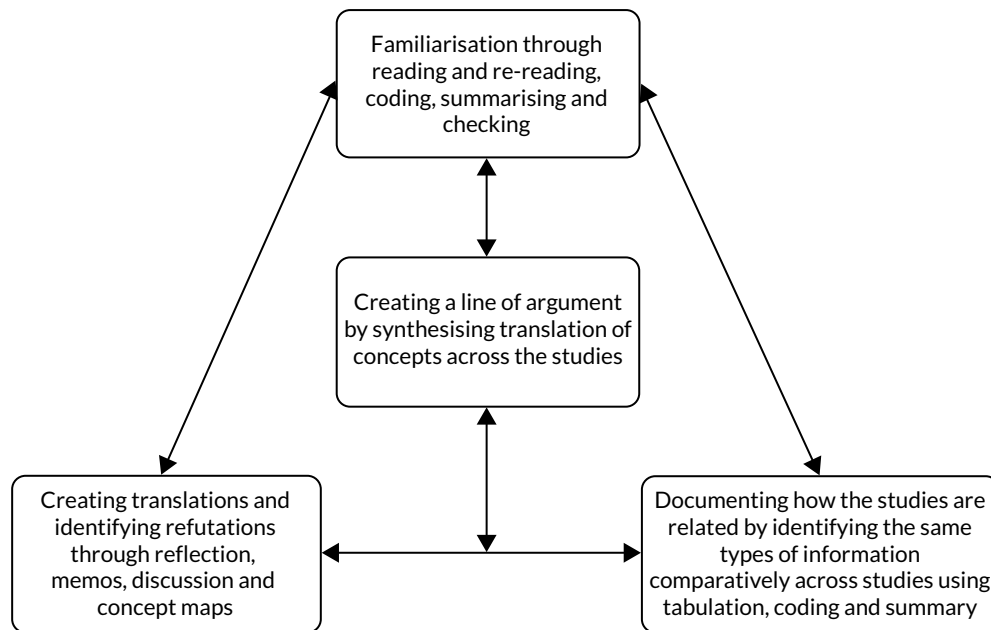 Familiarisation through
reading and re-reading,
coding, summarising and
checking
Creating a line of argument
by synthesising translation of
concepts across the studies
Creating translations and
identifying refutations
through reflection,
memos, discussion and
concept maps
Documenting how the studies are
related by identifying the same
types of information
comparatively across studies using
tabulation, coding and summary